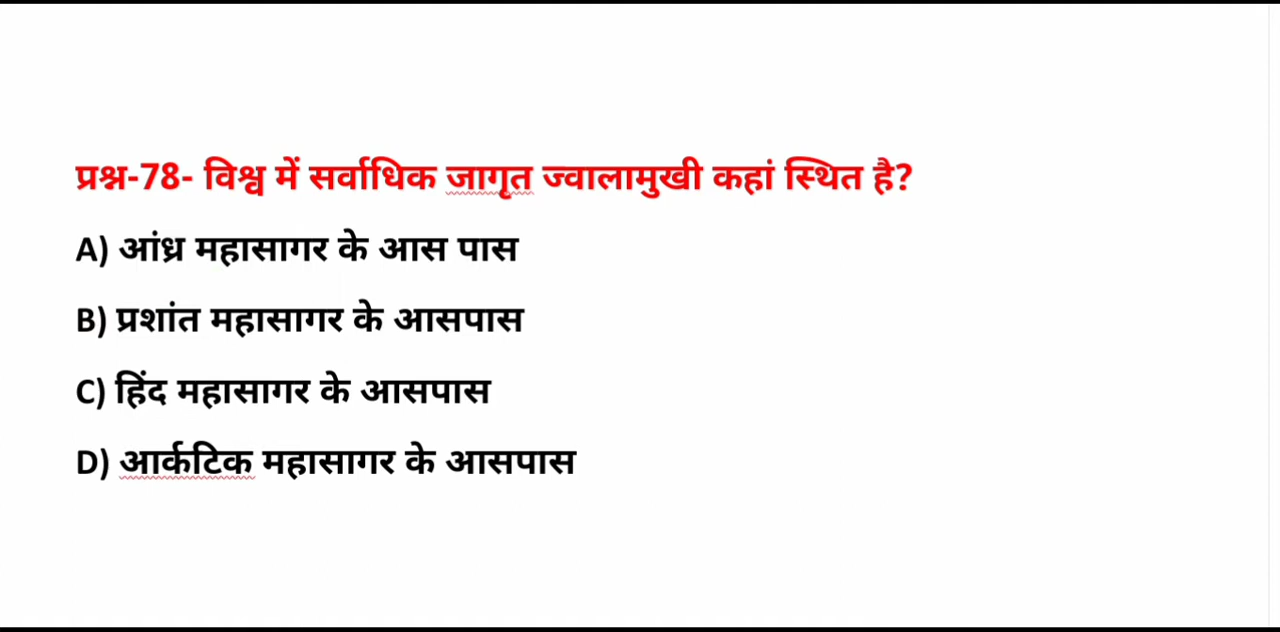 प्रश्न-78- विश्व में सर्वाधिक जागृत ज्वालामुखी कहां स्थित है?
A) आंध्र महासागर के आस पास
B) प्रशांत महासागर के आसपास
C) हिंद महासागर के आसपास
D) आर्कटिक महासागर के आसपास